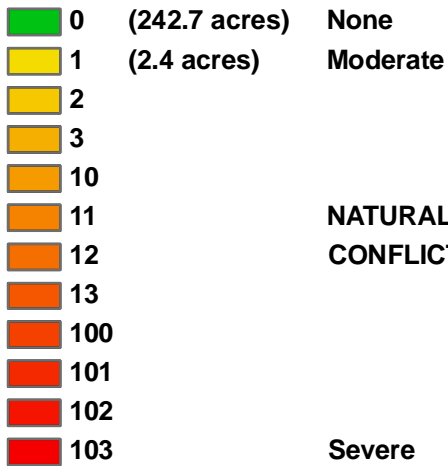 0 (242.7 acres) None
1 (2.4 acres) Moderate
2
3
10
11 NATURAL
12 CONFLICT
13
100
101
102
103 Severe